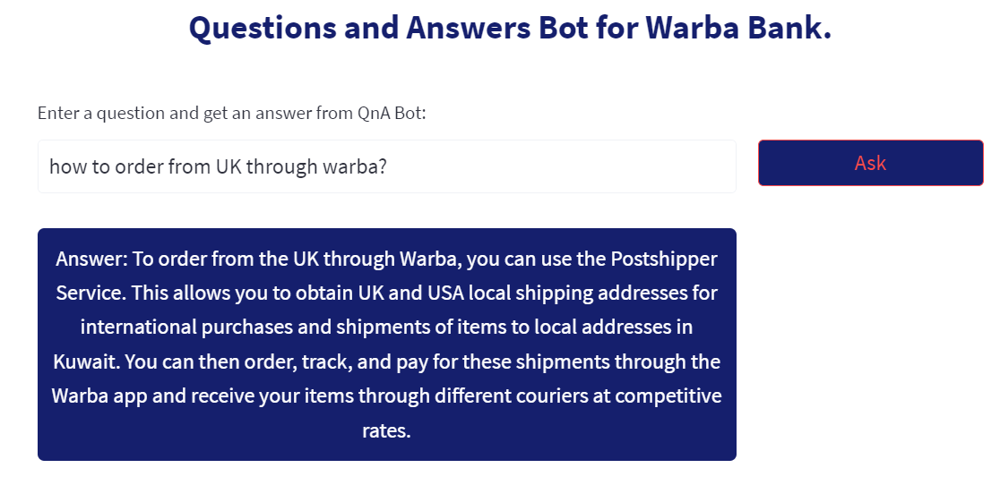 Questions and Answers Bot for Warba Bank.
Enter a question and get an answer from QnA Bot:
how to order from UK through warba?
Ask
Answer: To order from the UK through Warba, you can use the Postshipper
Service. This allows you to obtain UK and USA local shipping addresses for
international purchases and shipments of items to local addresses in
Kuwait. You can then order, track, and pay for these shipments through the
Warba app and receive your items through different couriers at competitive
rates.